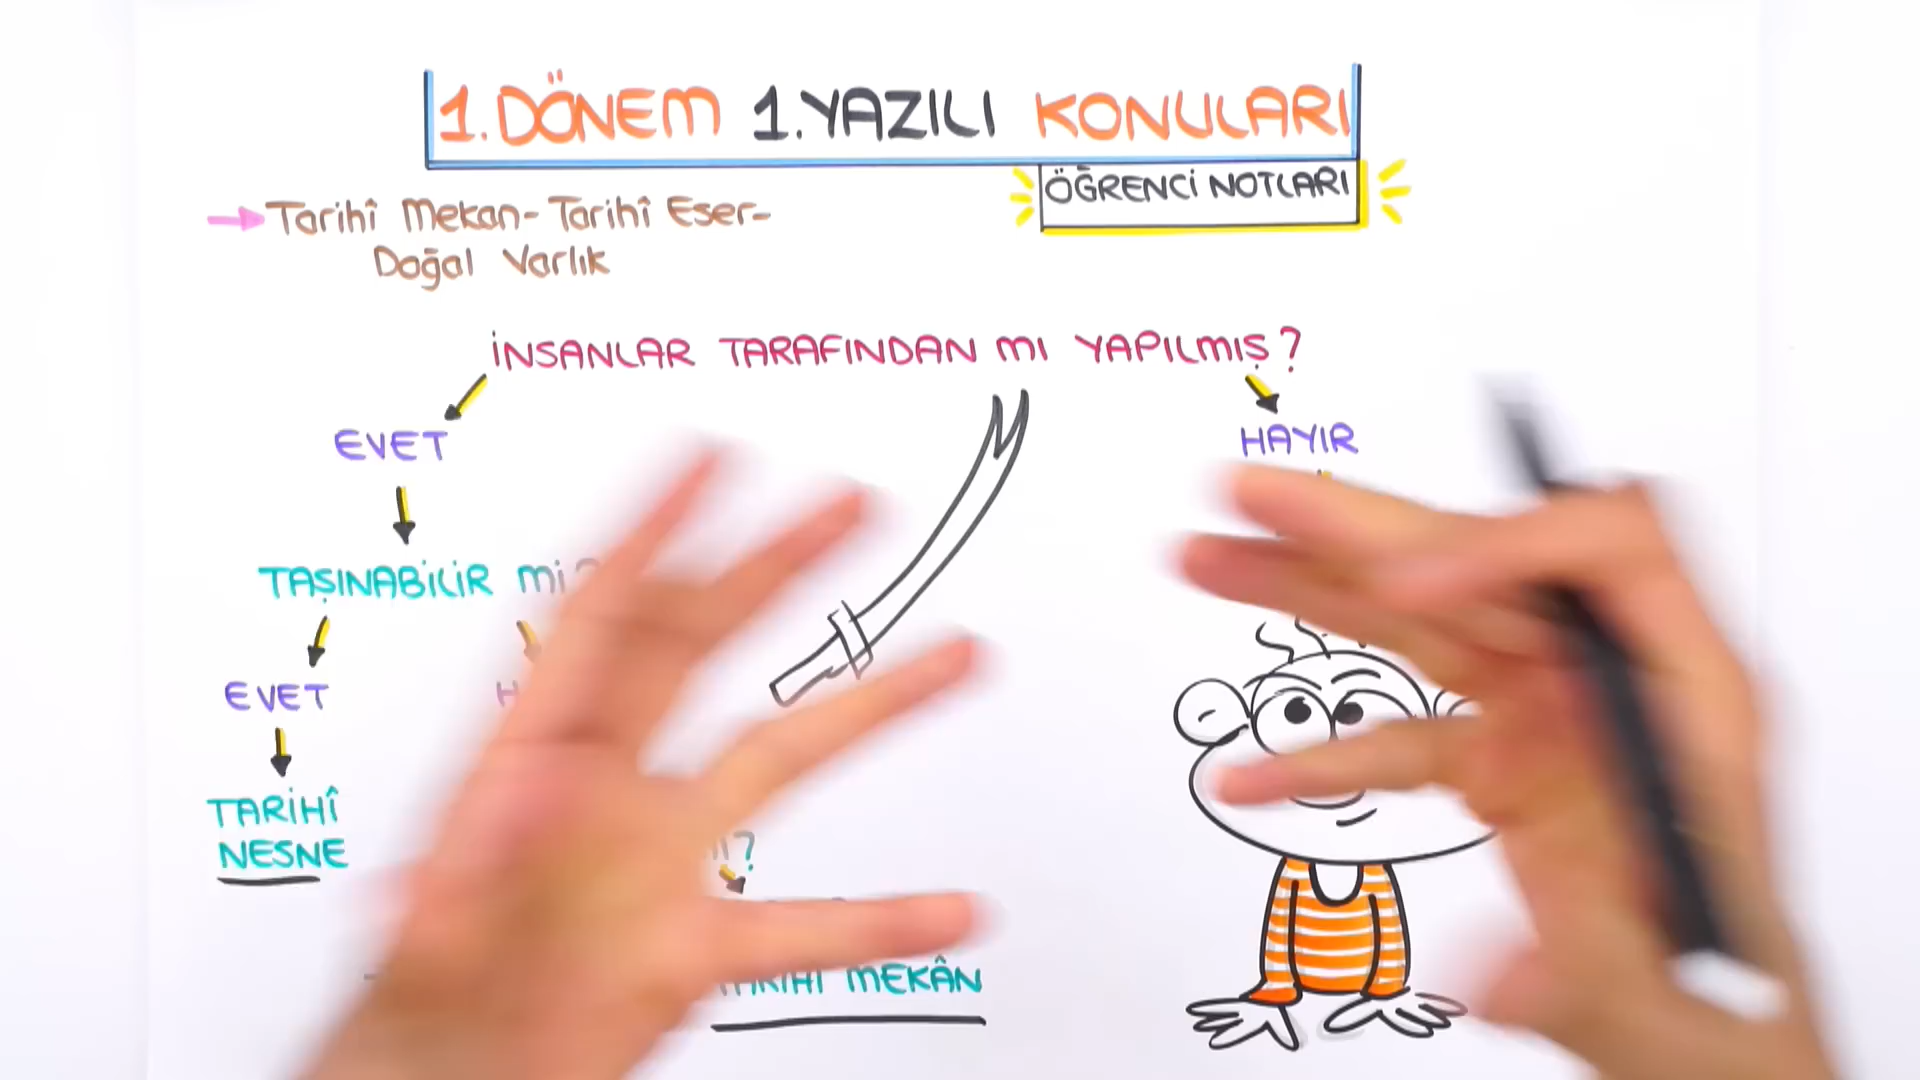 1.DÖNEM 1.YAZILI KONULARI
ÖĞRENCİ NOTLARI
Tarihî Mekan-Tarihî Eser-
Doğal Varlık
İNSANLAR TARAFINDAN MI YAPILMIŞ?
EVET
HAYIR
TAŞINABİLİR Mİ?
EVET
TARİHÎ
NESNE
MEKÂN